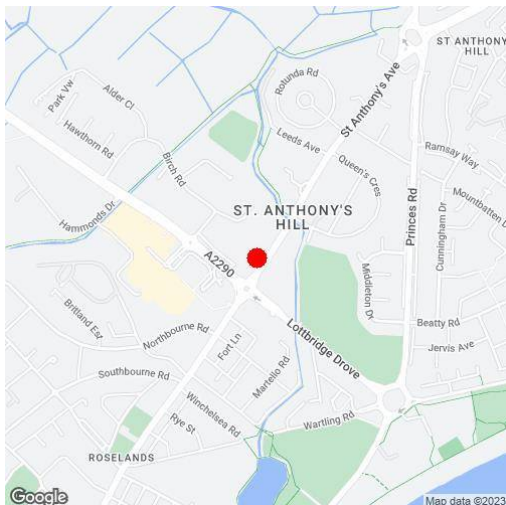 ST ANTHONY
HILL
Rotunda Rd
St Anthony's Ave
Park Vw
Alder Cl
Hawthorn Rd
Leeds Ave
Ramsay Way
Birch Rd
Queen's Cres
Mountbatten D
Princes Rd
Cunningham Dr
Hammonds Dr
ST. ANTHONY'S
HILL
A2290
Middleton Dr
Britland Est
Northbourne Rd
Lottbridge Drove
Beatty Rd
Jervis Ave
Fort Ln
Southbourne Rd
Martello Rd
Winchelsea Rd
Wartling Rd
Rye St
ROSELANDS
Google
Map data ©2023